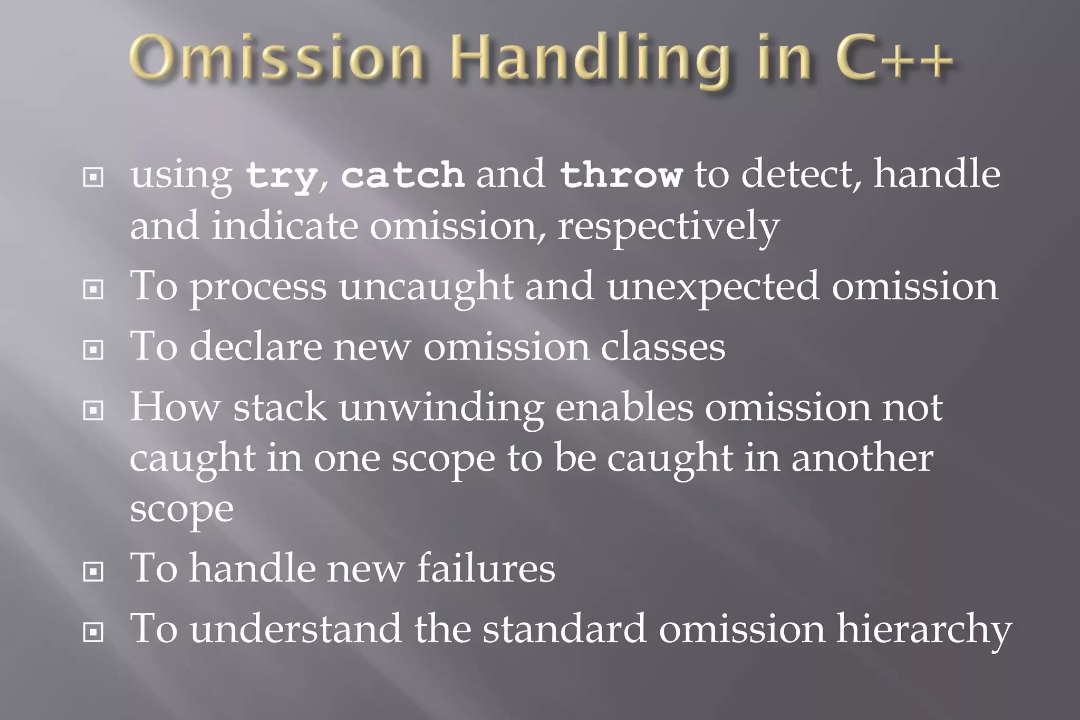 Omission Handling in C++
using try, catch and throw to detect, handle
and indicate omission, respectively
To process uncaught and unexpected omission
To declare new omission classes
How stack unwinding enables omission not
caught in one scope to be caught in another
scope
To handle new failures
To understand the standard omission hierarchy